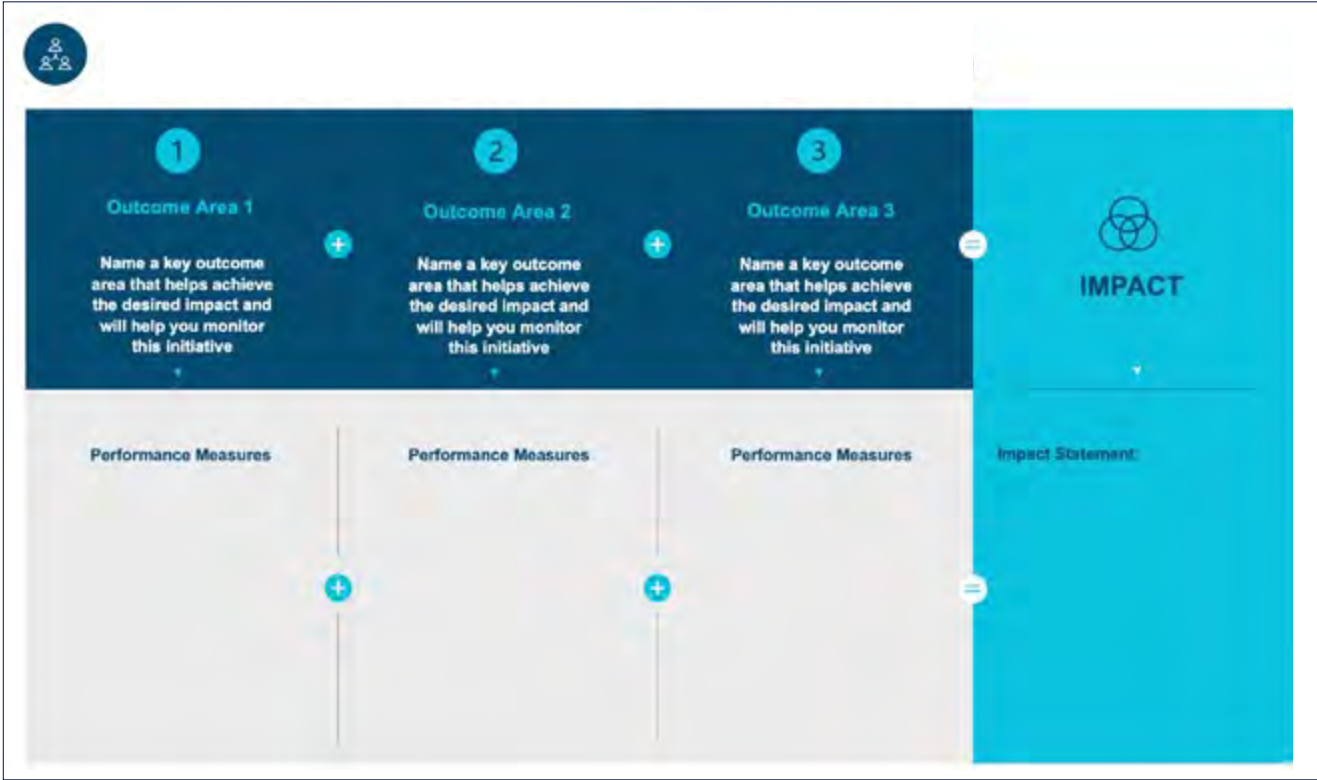 1
Outcome Area 1
Name a key outcome
area that helps achieve
the desired impact and
will help you monitor
this initiative
2
Outcome Area 2
Name a key outcome
area that helps achieve
the desired impact and
will help you monitor
this initiative
3
Outcome Area 3
Name a key outcome
area that helps achieve
the desired impact and
will help you monitor
this initiative
IMPACT
Performance Measures
Performance Measures
Performance Measures
Impact Statement: